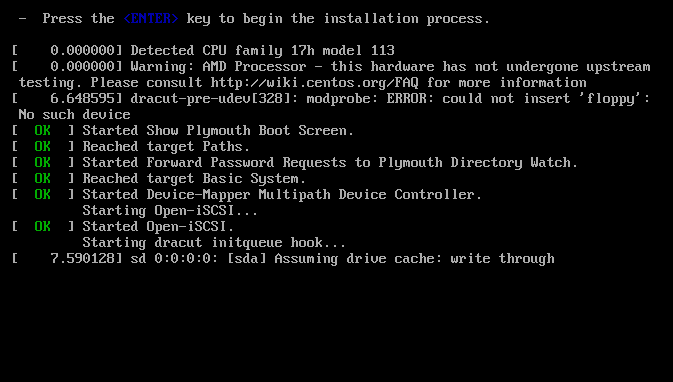 - Press the <ENTER> key to begin the installation process.
[    0.000000] Detected CPU family 17h model 113
[    0.000000] Warning: AMD Processor - this hardware has not undergone upstream
testing. Please consult http://wiki.centos.org/FAQ for more information
[    6.648595] dracut-pre-udev[328]: modprobe: ERROR: could not insert 'floppy':
No such device
[  OK  ] Started Show Plymouth Boot Screen.
[  OK  ] Reached target Paths.
[  OK  ] Started Forward Password Requests to Plymouth Directory Watch.
[  OK  ] Reached target Basic System.
[  OK  ] Started Device-Mapper Multipath Device Controller.
Starting Open-iSCSI...
[  OK  ] Started Open-iSCSI.
Starting dracut initqueue hook...
[    7.590128] sd 0:0:0:0: [sda] Assuming drive cache: write through